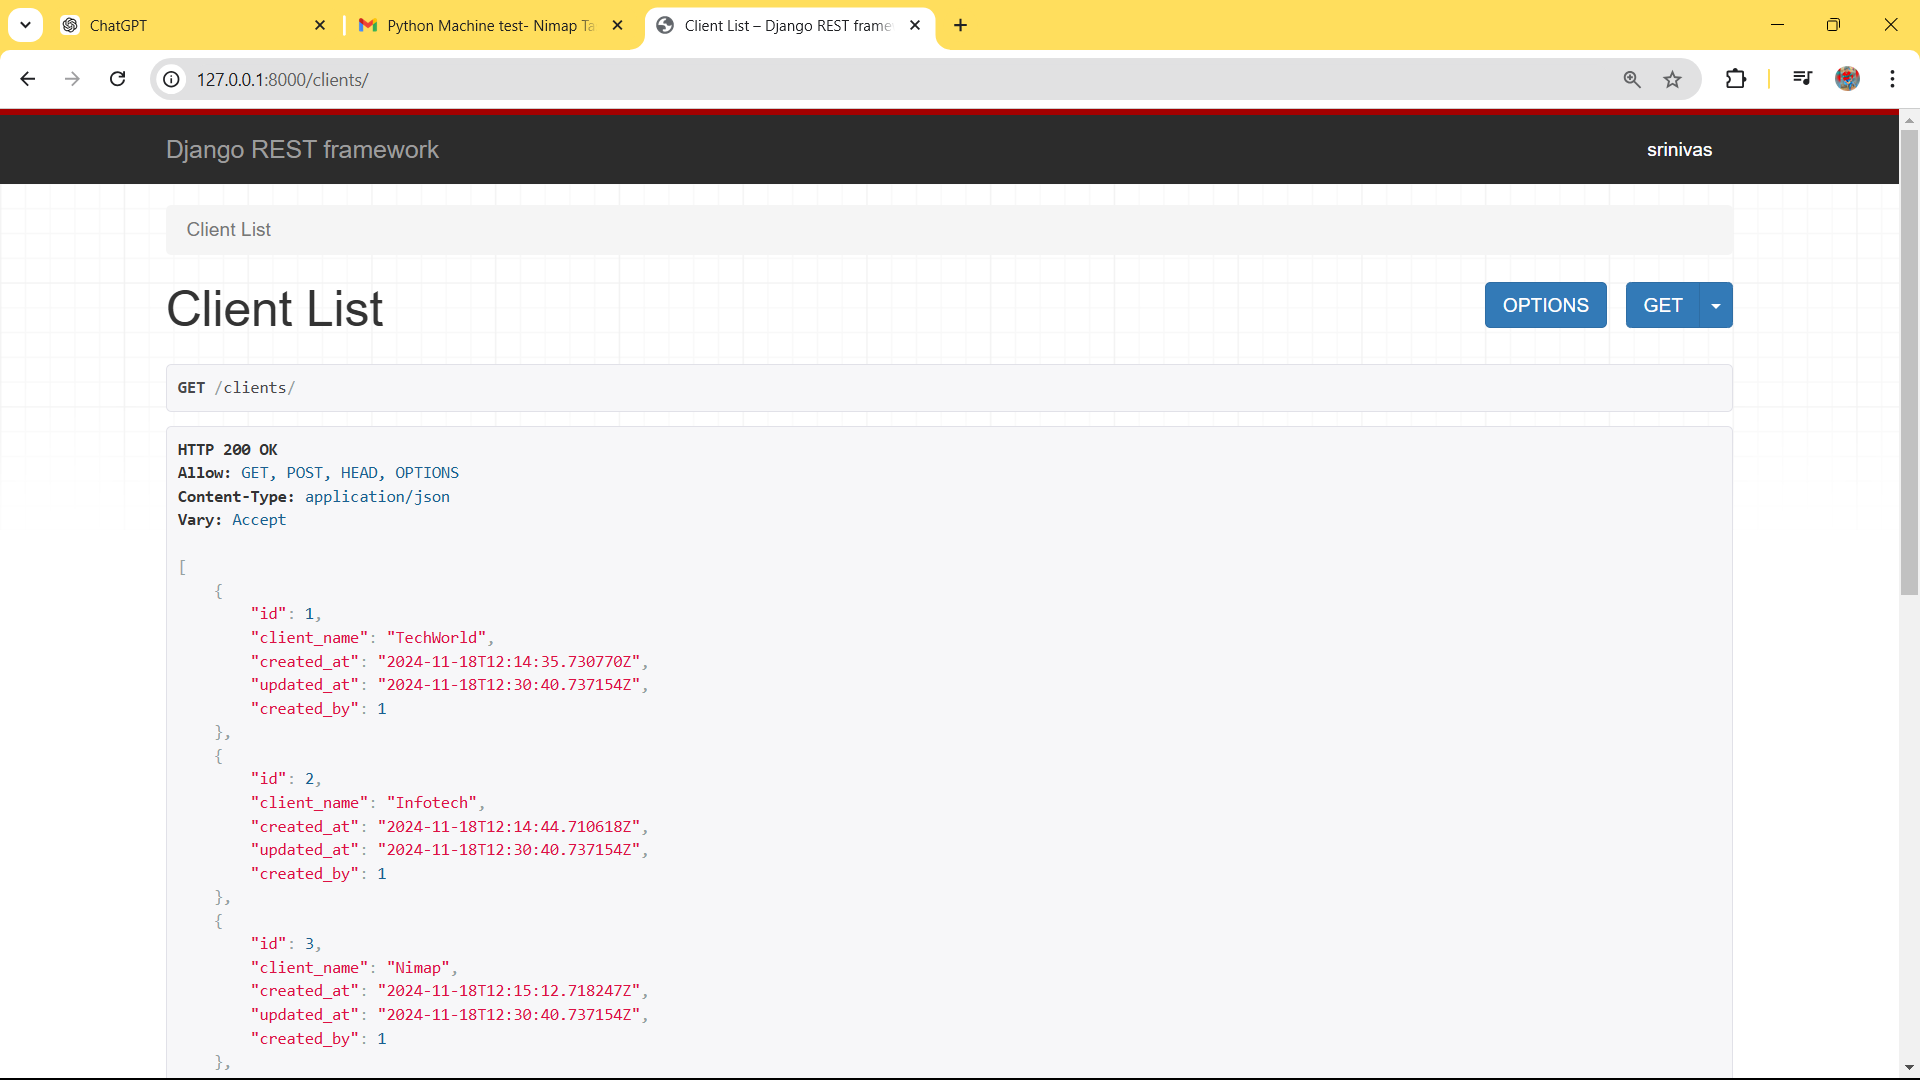 ChatGPT
Python Machine test- Nimap Ta
Client List – Django REST frame
127.0.0.1:8000/clients/
Django REST framework
srinivas
Client List
Client List
OPTIONS
GET
GET /clients/
HTTP 200 OK
Allow: GET, POST, HEAD, OPTIONS
Content-Type: application/json
Vary: Accept
[
    {
        "id": 1,
        "client_name": "TechWorld",
        "created_at": "2024-11-18T12:14:35.730770Z",
        "updated_at": "2024-11-18T12:30:40.737154Z",
        "created_by": 1
    },
    {
        "id": 2,
        "client_name": "Infotech",
        "created_at": "2024-11-18T12:14:44.710618Z",
        "updated_at": "2024-11-18T12:30:40.737154Z",
        "created_by": 1
    },
    {
        "id": 3,
        "client_name": "Nimap",
        "created_at": "2024-11-18T12:15:12.718247Z",
        "updated_at": "2024-11-18T12:30:40.737154Z",
        "created_by": 1
    },